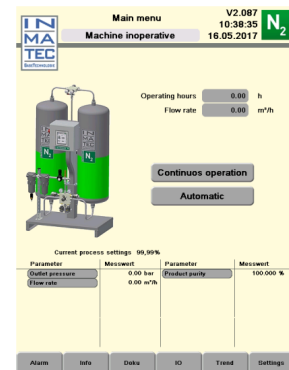 IN
MA
TEC
GaseTechnologie
Main menu
Machine inoperative
V2.087
10:38:35
16.05.2017
N2
Operating hours 0.00 h
Flow rate 0.00 m³/h
N2
N2
Continuos operation
Automatic
Current process settings 99,99%
Parameter Messwert Parameter Messwert
Outlet pressure 0.00 bar Product purity 100.000 %
Flow rate 0.00 m³/h
Alarm Info Doku IO Trend Settings